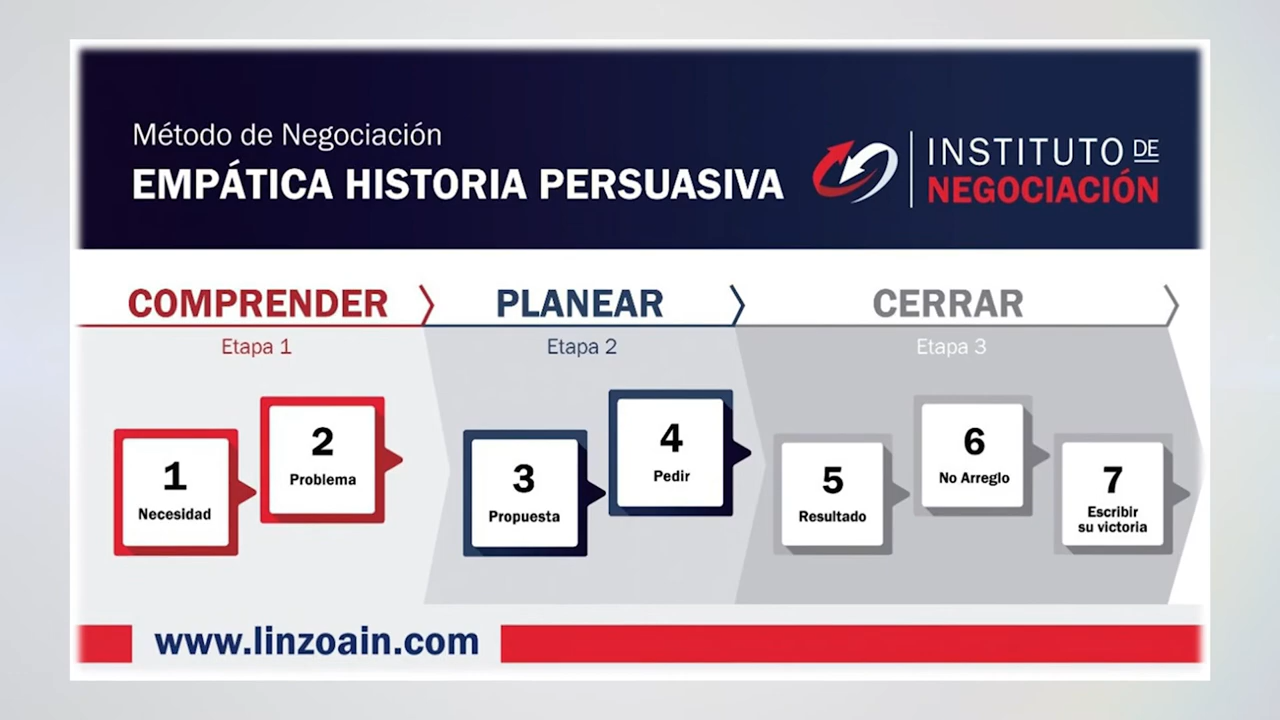 Método de Negociación
EMPÁTICA HISTORIA PERSUASIVA
INSTITUTO DE
NEGOCIACIÓN
COMPRENDER
Etapa 1
PLANEAR
Etapa 2
CERRAR
Etapa 3
1
Necesidad
2
Problema
3
Propuesta
4
Pedir
5
Resultado
6
No Arreglo
7
Escribir
su victoria
www.linzoain.com